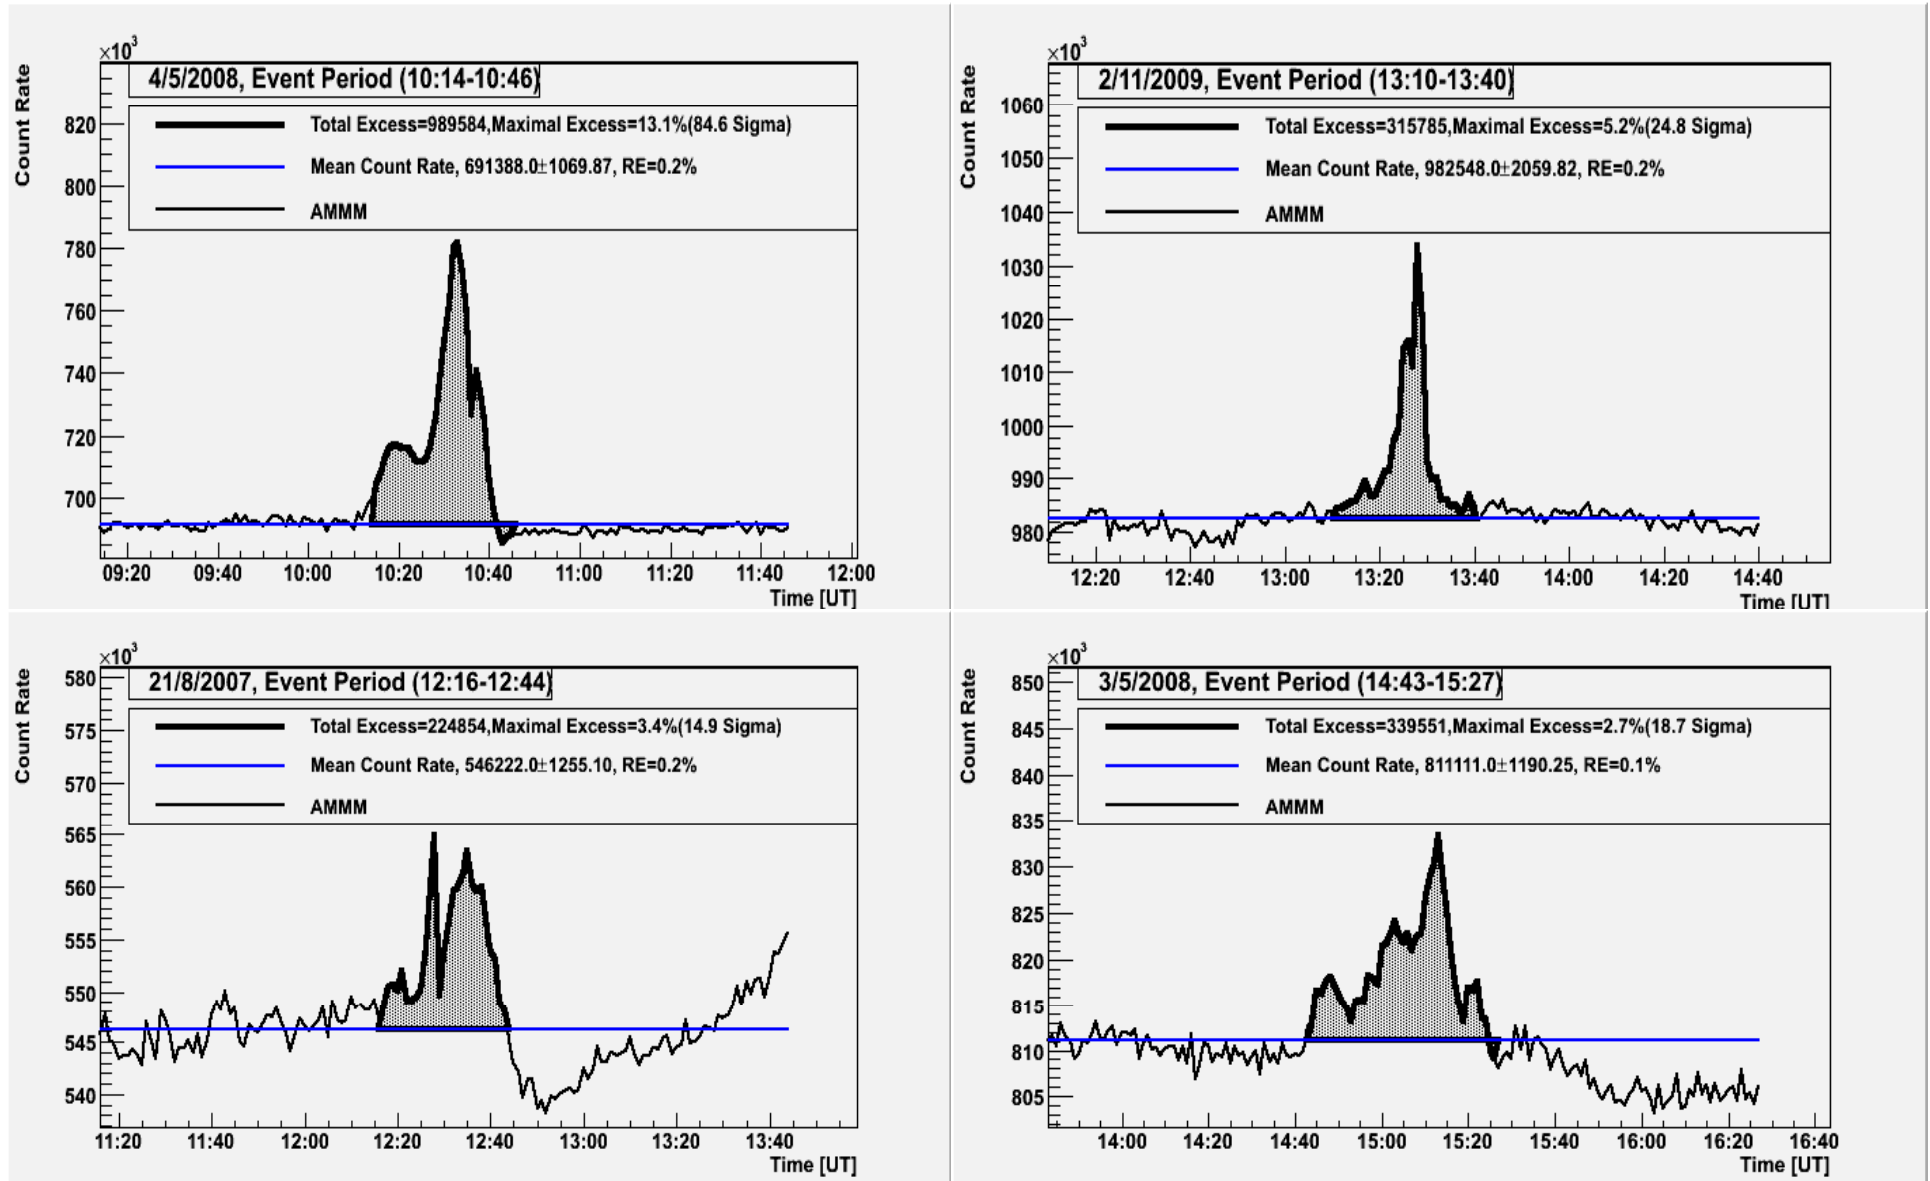 ×10³
Count Rate
4/5/2008, Event Period (10:14-10:46)
Total Excess=989584,Maximal Excess=13.1%(84.6 Sigma)
Mean Count Rate, 691388.0±1069.87, RE=0.2%
AMMM
820
800
780
760
740
720
700
09:20 09:40 10:00 10:20 10:40 11:00 11:20 11:40 12:00
Time [UT]
×10³
Count Rate
2/11/2009, Event Period (13:10-13:40)
Total Excess=315785,Maximal Excess=5.2%(24.8 Sigma)
Mean Count Rate, 982548.0±2059.82, RE=0.2%
AMMM
1060
1050
1040
1030
1020
1010
1000
990
980
12:20 12:40 13:00 13:20 13:40 14:00 14:20 14:40
Time [UT]
×10³
Count Rate
21/8/2007, Event Period (12:16-12:44)
Total Excess=224854,Maximal Excess=3.4%(14.9 Sigma)
Mean Count Rate, 546222.0±1255.10, RE=0.2%
AMMM
580
575
570
565
560
555
550
545
540
11:20 11:40 12:00 12:20 12:40 13:00 13:20 13:40
Time [UT]
×10³
Count Rate
3/5/2008, Event Period (14:43-15:27)
Total Excess=339551,Maximal Excess=2.7%(18.7 Sigma)
Mean Count Rate, 811111.0±1190.25, RE=0.1%
AMMM
850
845
840
835
830
825
820
815
810
805
14:00 14:20 14:40 15:00 15:20 15:40 16:00 16:20 16:40
Time [UT]